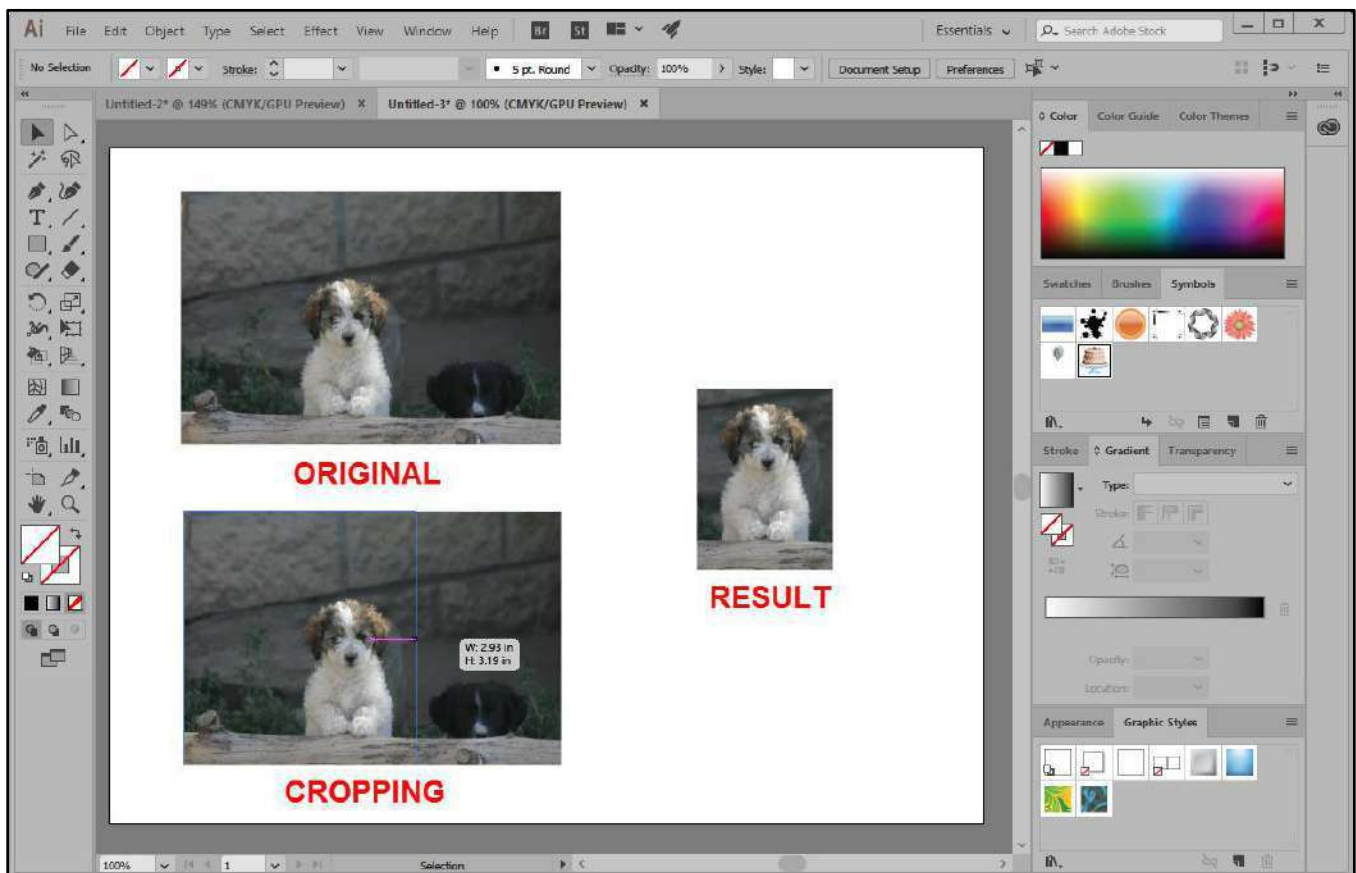 Ai File Edit Object Type Select Effect View Window Help Br St Essentials Search Adobe Stock
No Selection Stroke: 5 pt. Round Opacity: 100% Style: Document Setup Preferences
Untitled-2* @ 149% (CMYK/GPU Preview) Untitled-3* @ 100% (CMYK/GPU Preview)
Color Color Guide Color Themes
Swatches Brushes Symbols
Stroke Gradient Transparency
Type:
Stroke:
Opacity:
Location:
Appearance Graphic Styles
ORIGINAL
W: 2.93 in
H: 3.19 in
CROPPING
RESULT
100% 1 Selection